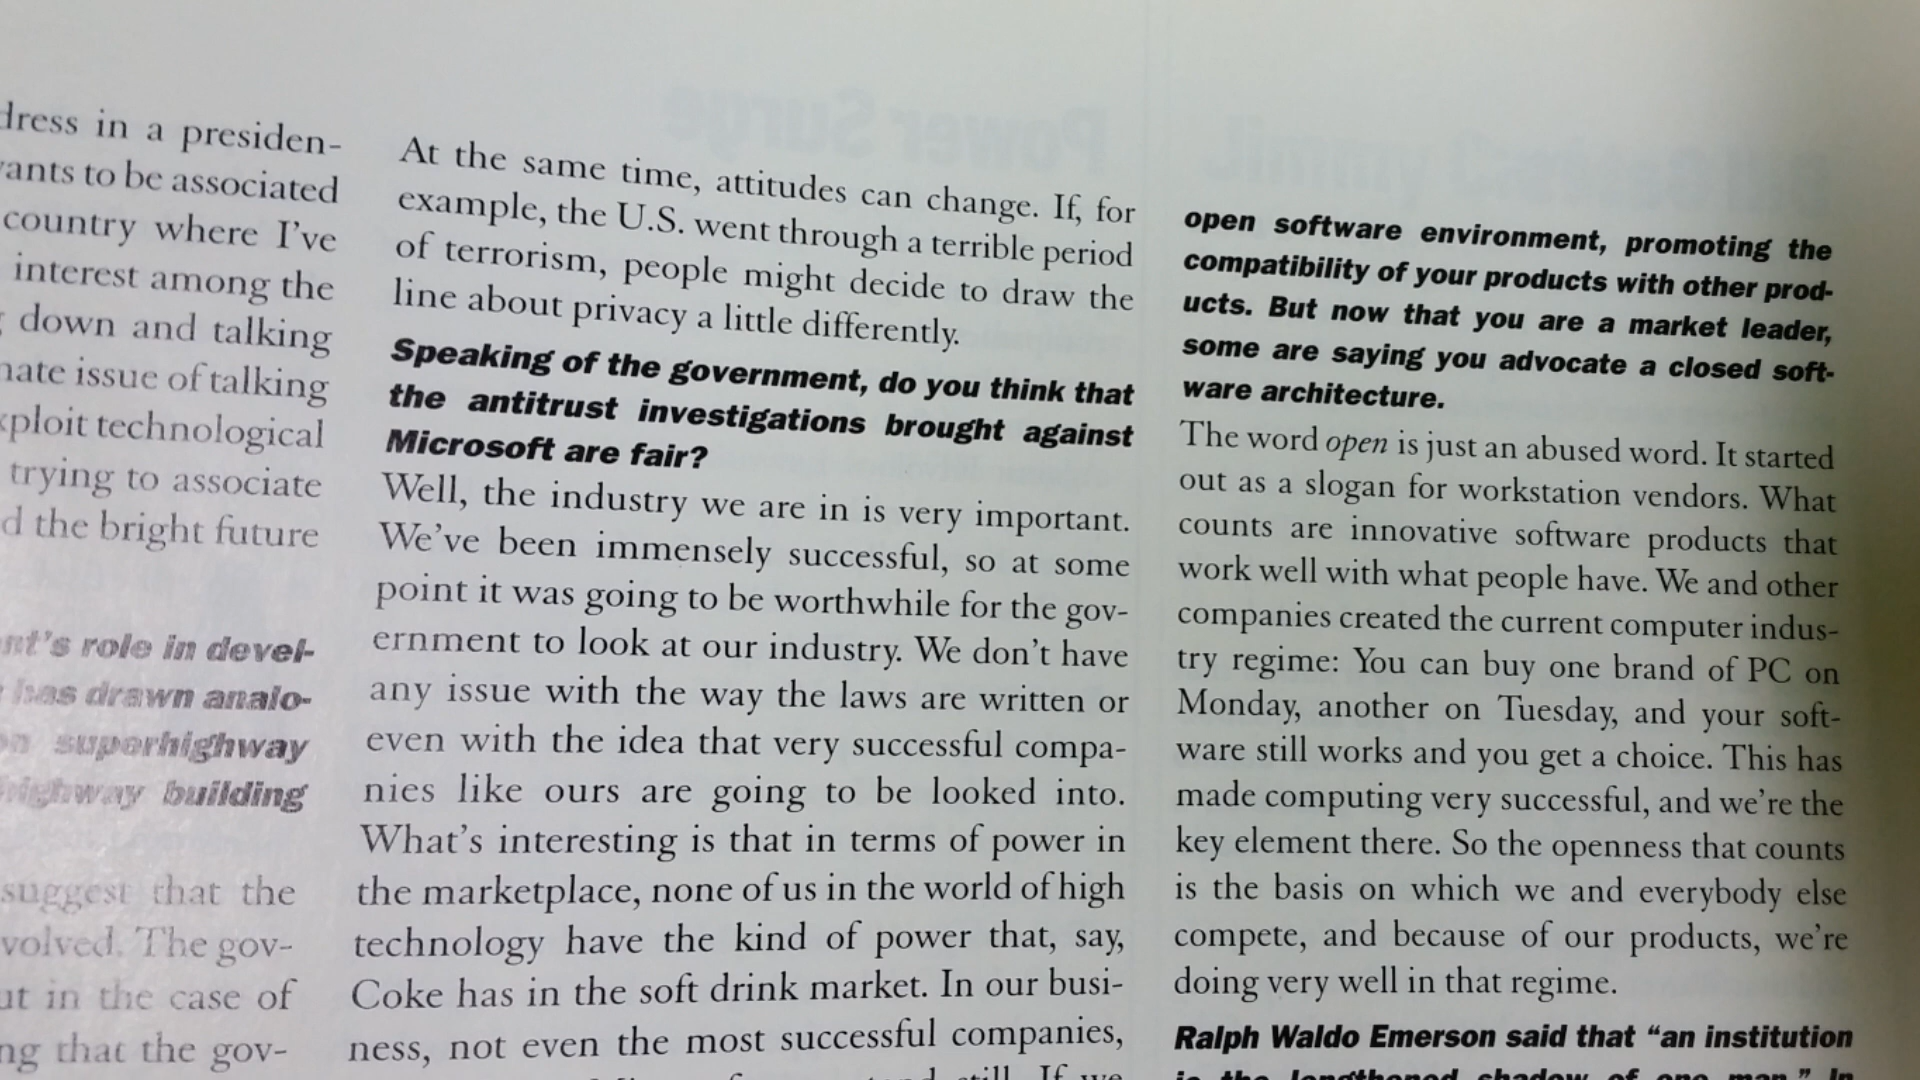 dress in a presiden-
ants to be associated
country where I've
interest among the
down and talking
issue of talking
technological
trying to associate
the bright future
role in devel-
has drawn analo-
superhighway
building
suggest that the
The gov-
in the case of
that the gov-
At the same time, attitudes can change. If, for
example, the U.S. went through a terrible period
of terrorism, people might decide to draw the
line about privacy a little differently.
Speaking of the government, do you think that
the antitrust investigations brought against
Microsoft are fair?
Well, the industry we are in is very important.
We've been immensely successful, so at some
point it was going to be worthwhile for the gov-
ernment to look at our industry. We don't have
any issue with the way the laws are written or
even with the idea that very successful compa-
nies like ours are going to be looked into.
What's interesting is that in terms of power in
the marketplace, none of us in the world of high
technology have the kind of power that, say,
Coke has in the soft drink market. In our busi-
ness, not even the most successful companies,
still. If we
open software environment, promoting the
compatibility of your products with other prod-
ucts. But now that you are a market leader,
some are saying you advocate a closed soft-
ware architecture.
The word open is just an abused word. It started
out as a slogan for workstation vendors. What
counts are innovative software products that
work well with what people have. We and other
companies created the current computer indus-
try regime: You can buy one brand of PC on
Monday, another on Tuesday, and your soft-
ware still works and you get a choice. This has
made computing very successful, and we're the
key element there. So the openness that counts
is the basis on which we and everybody else
compete, and because of our products, we're
doing very well in that regime.
Ralph Waldo Emerson said that “an institution
is the lengthened shadow of one man.” In